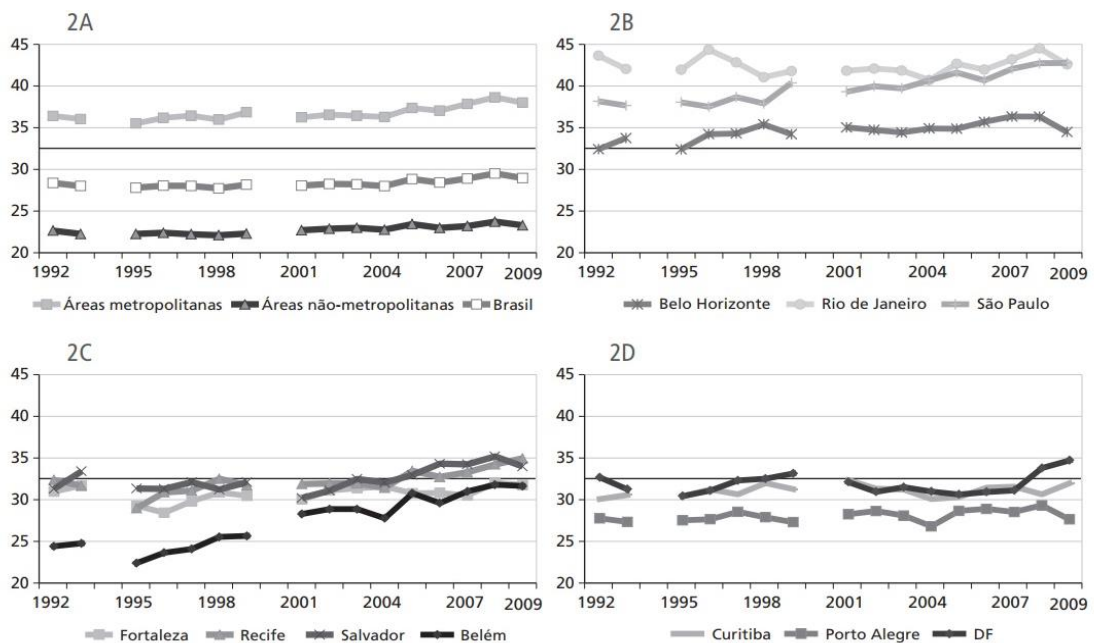 2A
45
40
35
30
25
20
1992 1995 1998 2001 2004 2007 2009
Áreas metropolitanas Áreas não-metropolitanas Brasil
2B
45
40
35
30
25
20
1992 1995 1998 2001 2004 2007 2009
Belo Horizonte Rio de Janeiro São Paulo
2C
45
40
35
30
25
20
1992 1995 1998 2001 2004 2007 2009
Fortaleza Recife Salvador Belém
2D
45
40
35
30
25
20
1992 1995 1998 2001 2004 2007 2009
Curitiba Porto Alegre DF